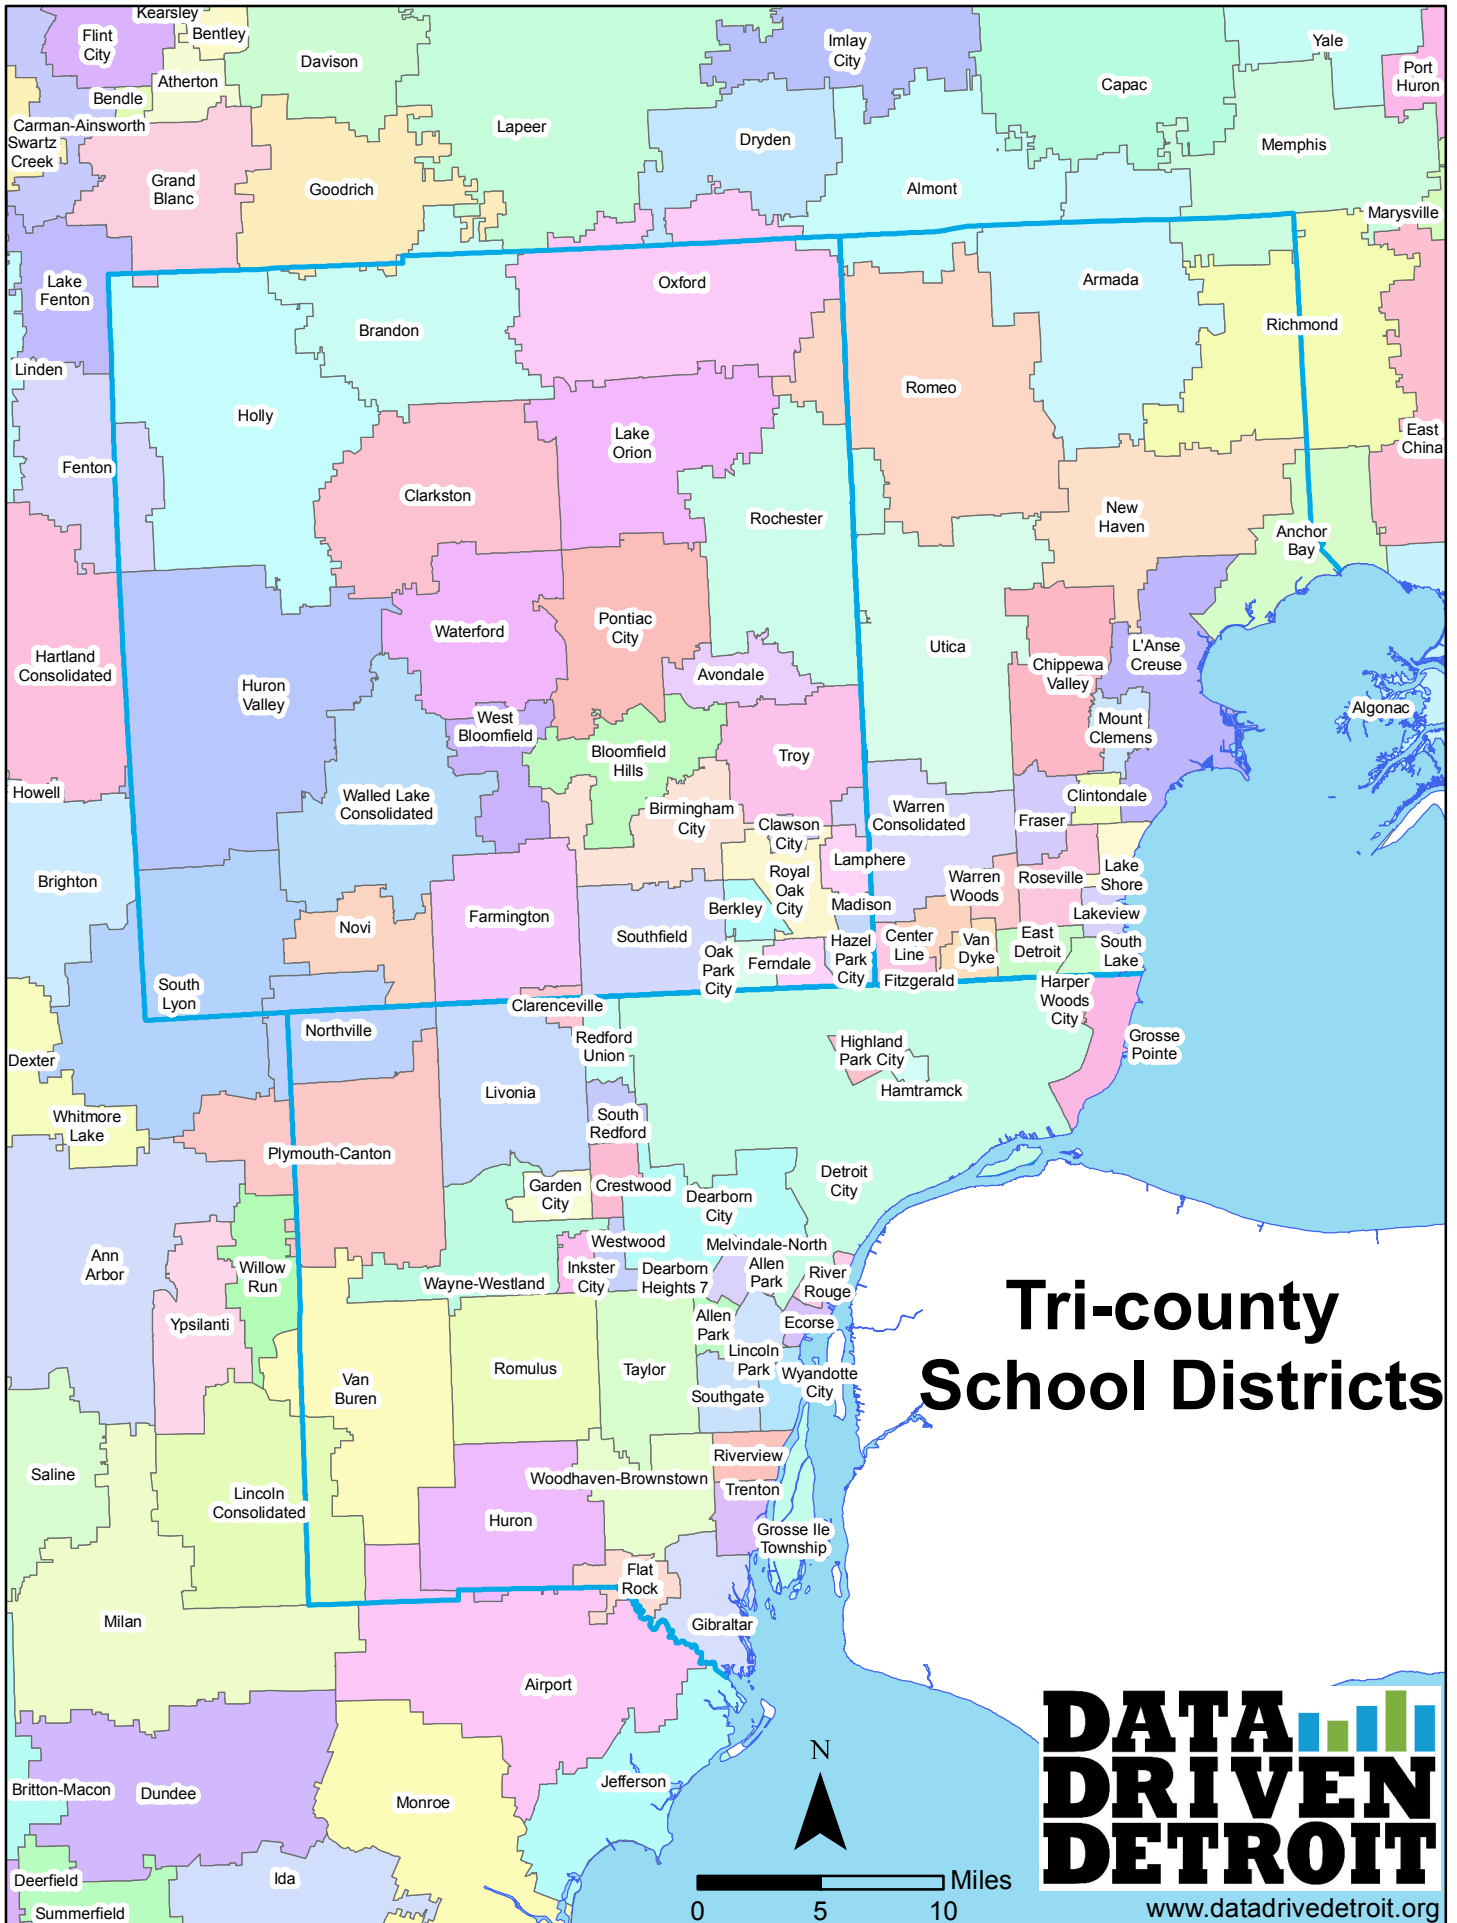 Kearsley
Flint
City
Bentley
Davison
Imlay
City
Yale
Atherton
Capac
Port
Huron
Bendle
Carman-Ainsworth
Lapeer
Swartz
Creek
Dryden
Memphis
Grand
Blanc
Goodrich
Almont
Marysville
Lake
Fenton
Oxford
Armada
Brandon
Richmond
Linden
Romeo
Holly
Lake
Orion
East
China
Fenton
Clarkston
Rochester
New
Haven
Anchor
Bay
Waterford
Pontiac
City
Utica
L'Anse
Creuse
Hartland
Consolidated
Chippewa
Valley
Avondale
Huron
Valley
Algonac
West
Bloomfield
Mount
Clemens
Bloomfield
Hills
Troy
Howell
Walled Lake
Consolidated
Clintondale
Birmingham
City
Warren
Consolidated
Fraser
Clawson
City
Lamphere
Brighton
Royal
Oak
City
Warren
Woods
Roseville
Lake
Shore
Farmington
Berkley
Madison
Lakeview
Novi
Southfield
Center
Line
Van
Dyke
East
Detroit
South
Lake
Oak
Park
City
Ferndale
Hazel
Park
City
Fitzgerald
South
Lyon
Harper
Woods
City
Clarenceville
Northville
Redford
Union
Highland
Park City
Grosse
Pointe
Dexter
Livonia
Hamtramck
Whitmore
Lake
South
Redford
Plymouth-Canton
Garden
City
Crestwood
Detroit
City
Dearborn
City
Westwood
Melvindale-North
Allen
Park
Ann
Arbor
Willow
Run
Wayne-Westland
Inkster
City
Dearborn
Heights 7
River
Rouge
Tri-county
School Districts
Ypsilanti
Allen
Park
Ecorse
Van
Buren
Romulus
Taylor
Lincoln
Park
Wyandotte
City
Southgate
Saline
Riverview
Woodhaven-Brownstown
Trenton
Lincoln
Consolidated
Huron
Grosse Ile
Township
Flat
Rock
Milan
Gibraltar
Airport
N
DATA
DRIVEN
DETROIT
Jefferson
Britton-Macon
Dundee
Monroe
Deerfield
Ida
Miles
Summerfield
0 5 10
www.datadrivedetroit.org